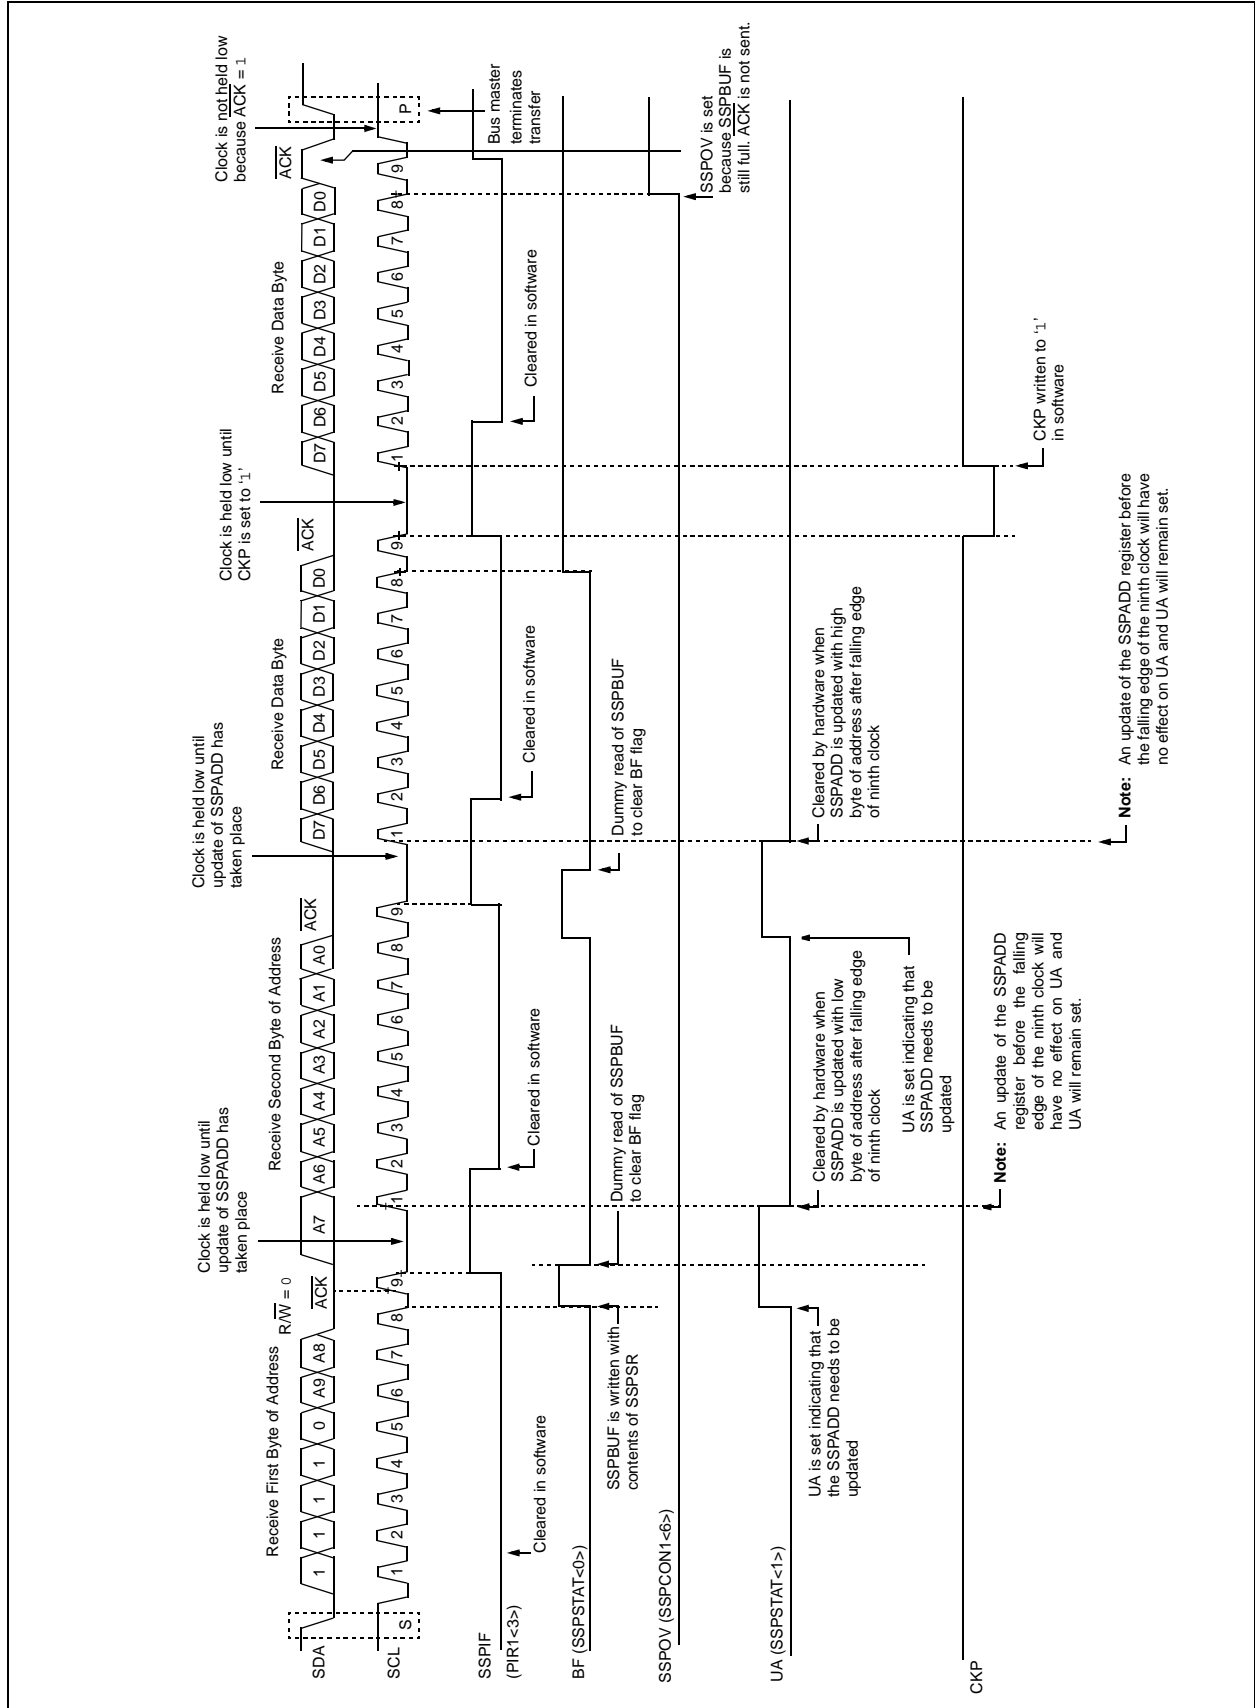 Receive First Byte of Address
R/W = 0
ACK
Receive Second Byte of Address
ACK
Receive Data Byte
ACK
Receive Data Byte
ACK
Clock is held low until
update of SSPADD has
taken place
Clock is held low until
update of SSPADD has
taken place
Clock is held low until
CKP is set to ‘1’
Clock is not held low
because ACK = 1
SDA
1 1 1 1 0 A9 A8
A7 A6 A5 A4 A3 A2 A1 A0
D7 D6 D5 D4 D3 D2 D1 D0
D7 D6 D5 D4 D3 D2 D1 D0
SCL
S
1 2 3 4 5 6 7 8 9
1 2 3 4 5 6 7 8 9
1 2 3 4 5 6 7 8 9
1 2 3 4 5 6 7 8 9
P
Bus master
terminates
transfer
SSPIF
(PIR1<3>)
Cleared in software
Cleared in software
Cleared in software
Cleared in software
BF (SSPSTAT<0>)
SSPBUF is written with
contents of SSPSR
Dummy read of SSPBUF
to clear BF flag
Dummy read of SSPBUF
to clear BF flag
SSPOV (SSPCON1<6>)
SSPOV is set
because SSPBUF is
still full. ACK is not sent.
UA (SSPSTAT<1>)
UA is set indicating that
the SSPADD needs to be
updated
Cleared by hardware when
SSPADD is updated with low
byte of address after falling edge
of ninth clock
UA is set indicating that
SSPADD needs to be
updated
Cleared by hardware when
SSPADD is updated with high
byte of address after falling edge
of ninth clock
CKP
CKP written to ‘1’
in software
Note: An update of the SSPADD
register before the falling
edge of the ninth clock will
have no effect on UA and
UA will remain set.
Note: An update of the SSPADD register before
the falling edge of the ninth clock will have
no effect on UA and UA will remain set.